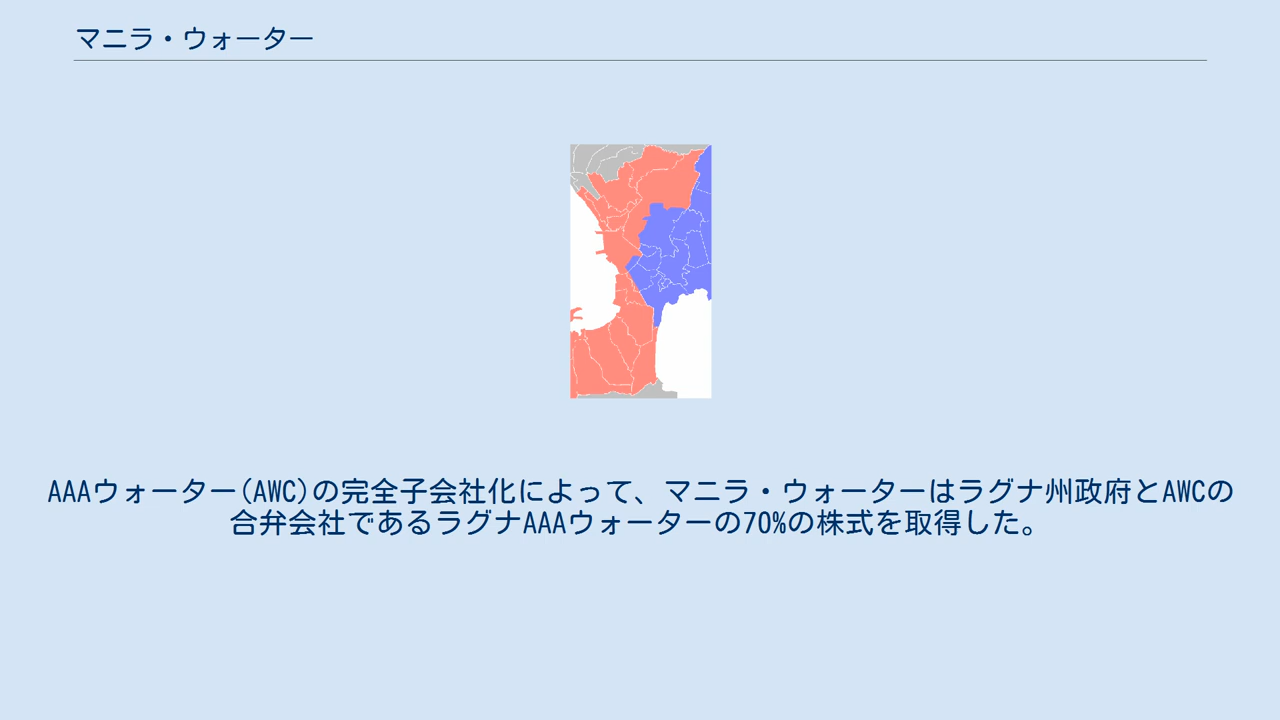 マニラ・ウォーター
AAAウォーター(AWC)の完全子会社化によって、マニラ・ウォーターはラグナ州政府とAWCの
合弁会社であるラグナAAAウォーターの70%の株式を取得した。